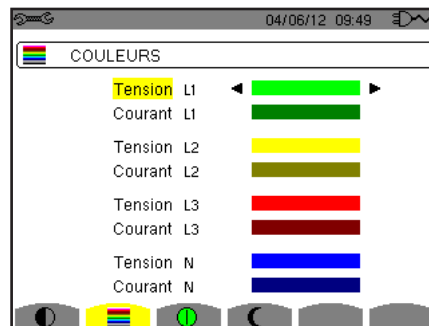 04/06/12 09:49
COULEURS
Tension L1
Courant L1
Tension L2
Courant L2
Tension L3
Courant L3
Tension N
Courant N